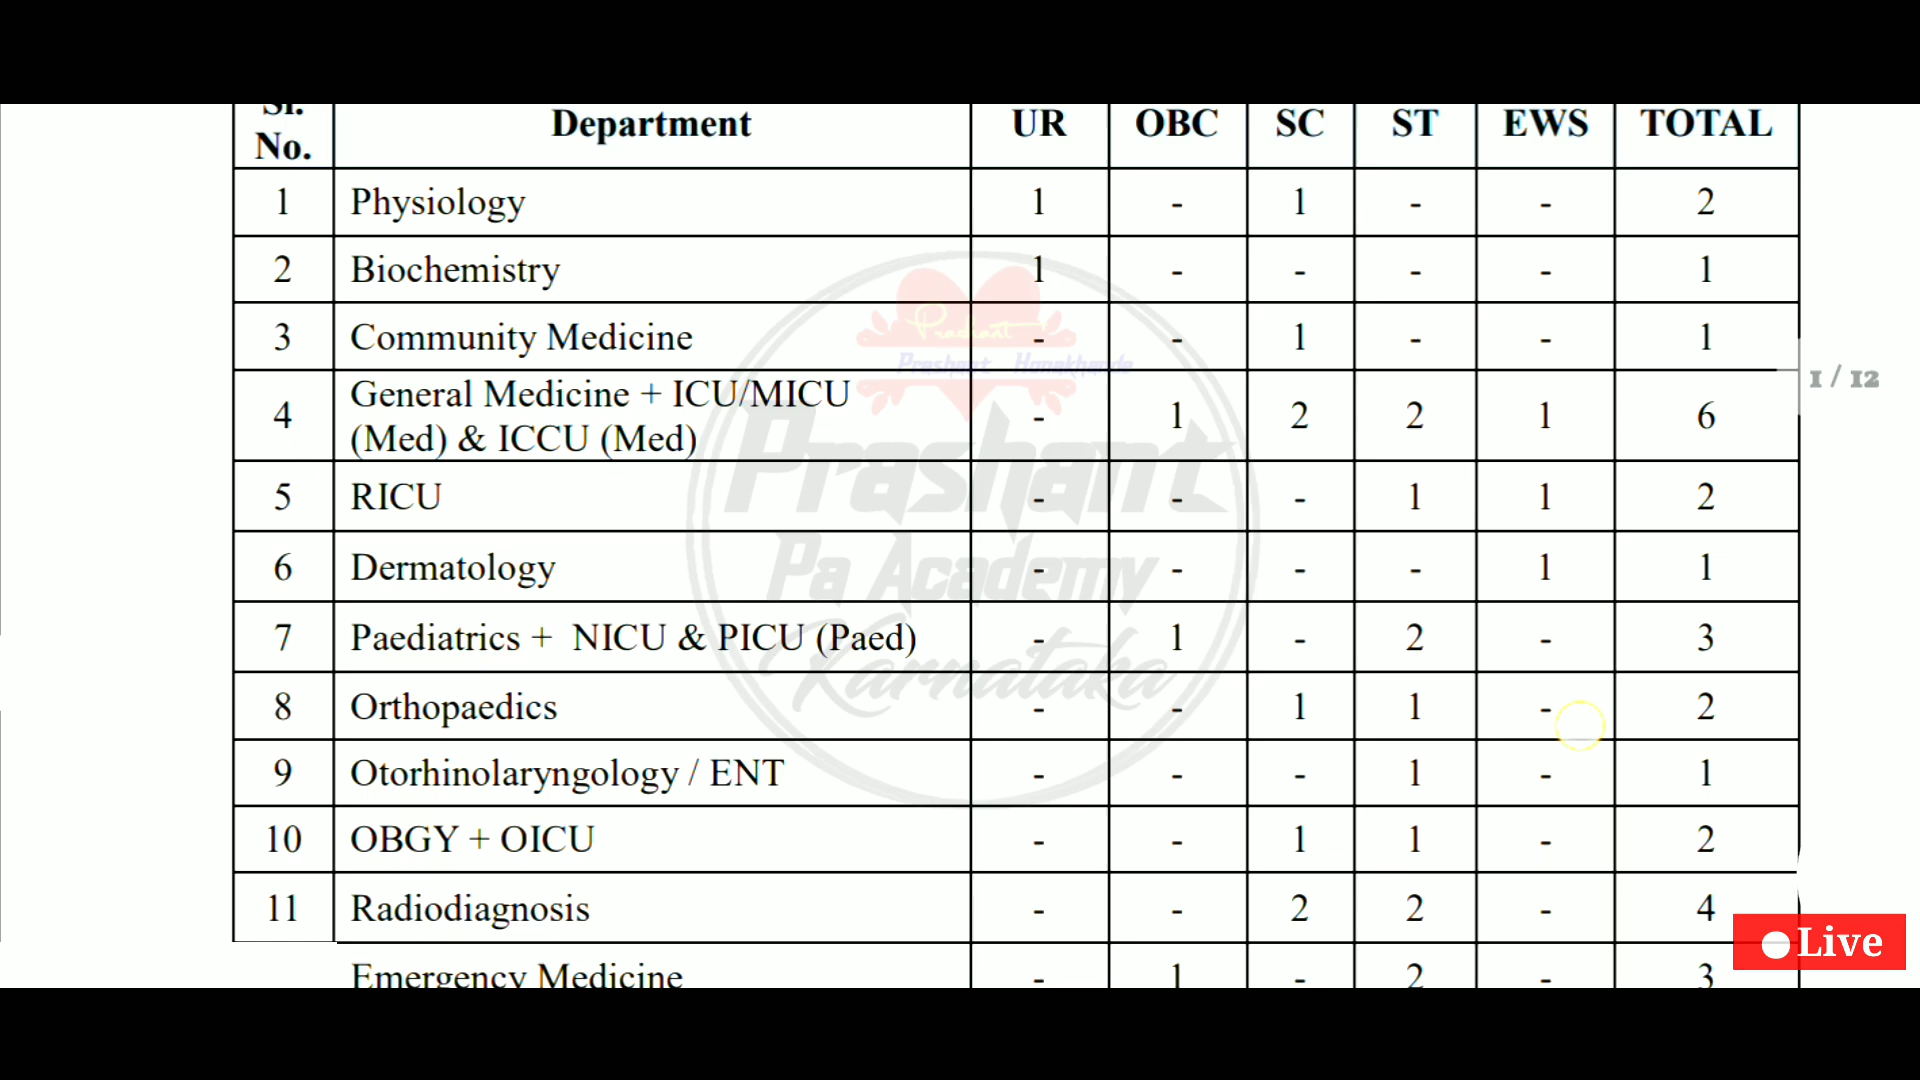 Sl. No. Department UR OBC SC ST EWS TOTAL
1 Physiology 1 - 1 - - 2
2 Biochemistry 1 - - - - 1
3 Community Medicine - - 1 - - 1
4 General Medicine + ICU/MICU (Med) & ICCU (Med) - 1 2 2 1 6
5 RICU - - - 1 1 2
6 Dermatology - - - - 1 1
7 Paediatrics + NICU & PICU (Paed) - 1 - 2 - 3
8 Orthopaedics - - 1 1 - 2
9 Otorhinolaryngology / ENT - - - 1 - 1
10 OBGY + OICU - - 1 1 - 2
11 Radiodiagnosis - - 2 2 - 4
Emergency Medicine - 1 - 2 - 3
1 / 12
Live
Prashant
Prashant Honakhande
Prashant
Pa Academy
Karnataka